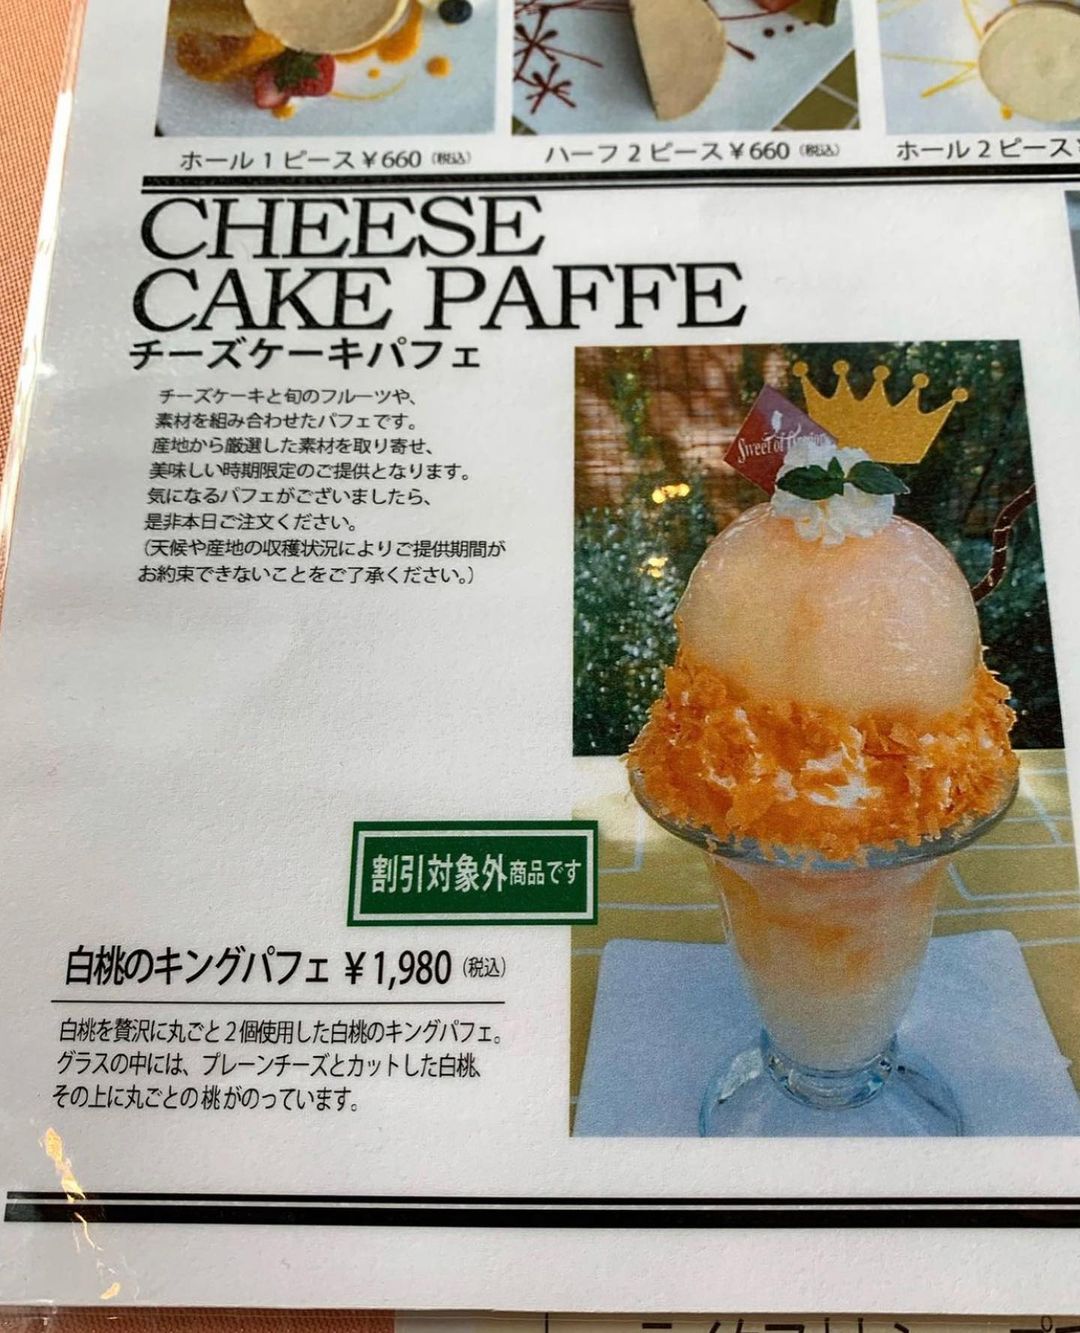 ホール1ピース¥660(税込)
ハーフ2ピース¥660(税込)
ホール2ピース
CHEESE
CAKE PAFFE
チーズケーキパフェ
チーズケーキと旬のフルーツや、
素材を組み合わせたパフェです。
産地から厳選した素材を取り寄せ、
美味しい時期限定のご提供となります。
気になるパフェがございましたら、
是非本日ご注文ください。
(天候や産地の収穫状況によりご提供期間が
お約束できないことをご了承ください。)
Sweet of
割引対象外商品です
白桃のキングパフェ ¥1,980(税込)
白桃を贅沢に丸ごと2個使用した白桃のキングパフェ。
グラスの中には、プレーンチーズとカットした白桃、
その上に丸ごとの桃がのっています。